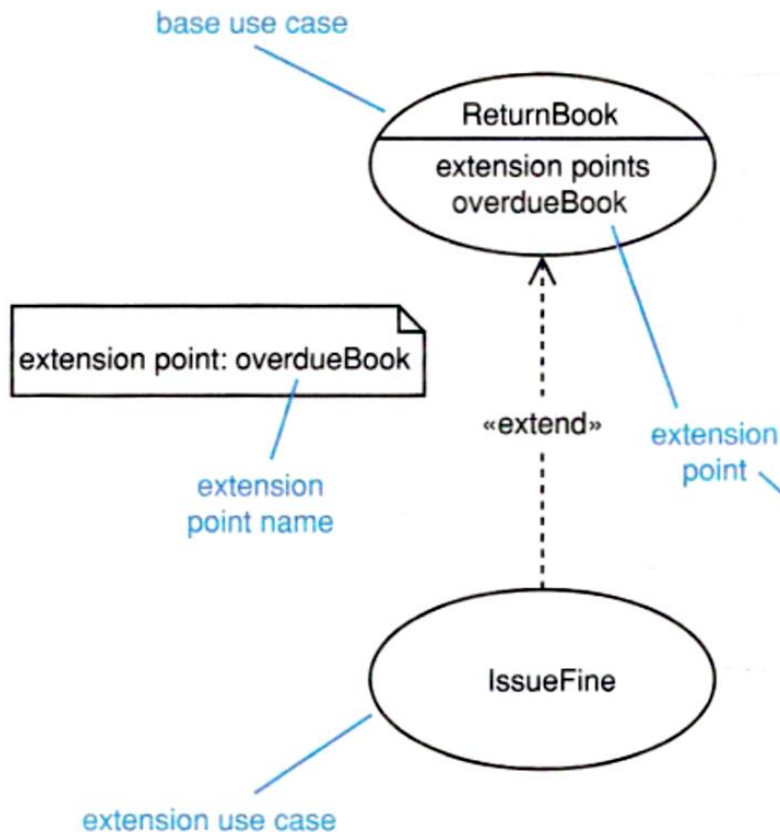 base use case
ReturnBook
extension points
overdueBook
extension point: overdueBook
«extend»
extension
point
extension
point name
IssueFine
extension use case